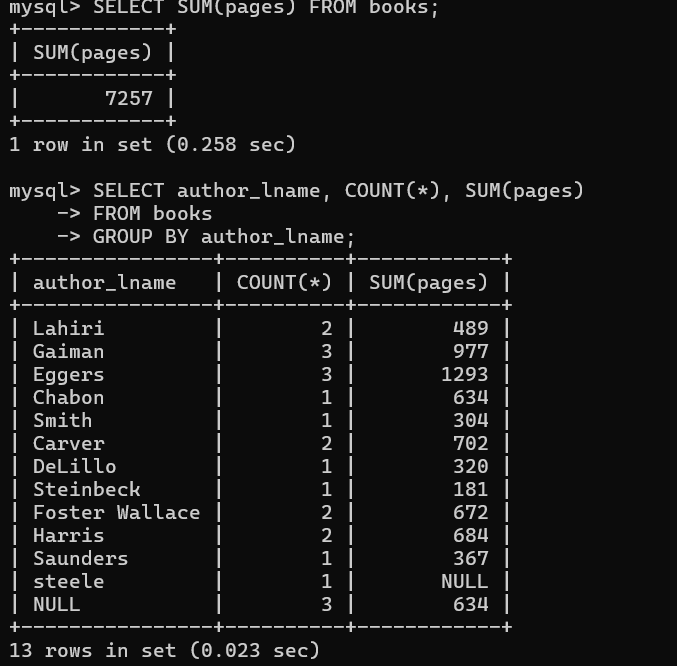 mysql> SELECT SUM(pages) FROM books;
+------------+
| SUM(pages) |
+------------+
|       7257 |
+------------+
1 row in set (0.258 sec)

mysql> SELECT author_lname, COUNT(*), SUM(pages)
    -> FROM books
    -> GROUP BY author_lname;
+----------------+----------+------------+
| author_lname   | COUNT(*) | SUM(pages) |
+----------------+----------+------------+
| Lahiri         |        2 |        489 |
| Gaiman         |        3 |        977 |
| Eggers         |        3 |       1293 |
| Chabon         |        1 |        634 |
| Smith          |        1 |        304 |
| Carver         |        2 |        702 |
| DeLillo        |        1 |        320 |
| Steinbeck      |        1 |        181 |
| Foster Wallace |        2 |        672 |
| Harris         |        2 |        684 |
| Saunders       |        1 |        367 |
| steele         |        1 |       NULL |
| NULL           |        3 |        634 |
+----------------+----------+------------+
13 rows in set (0.023 sec)